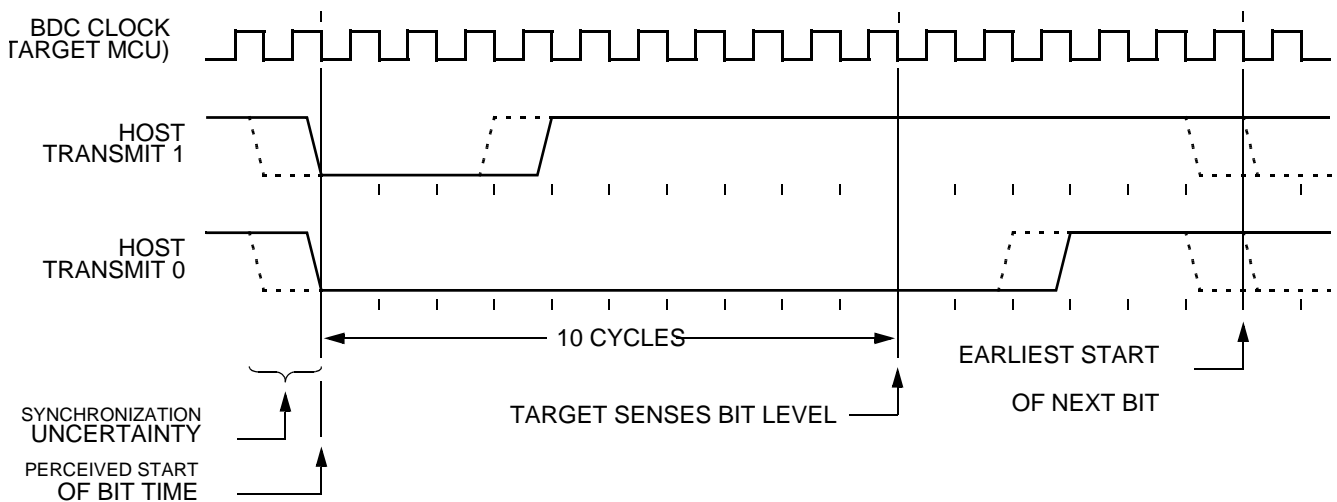 BDC CLOCK
TARGET MCU)
HOST
TRANSMIT 1
HOST
TRANSMIT 0
10 CYCLES
EARLIEST START
OF NEXT BIT
TARGET SENSES BIT LEVEL
SYNCHRONIZATION
UNCERTAINTY
PERCEIVED START
OF BIT TIME